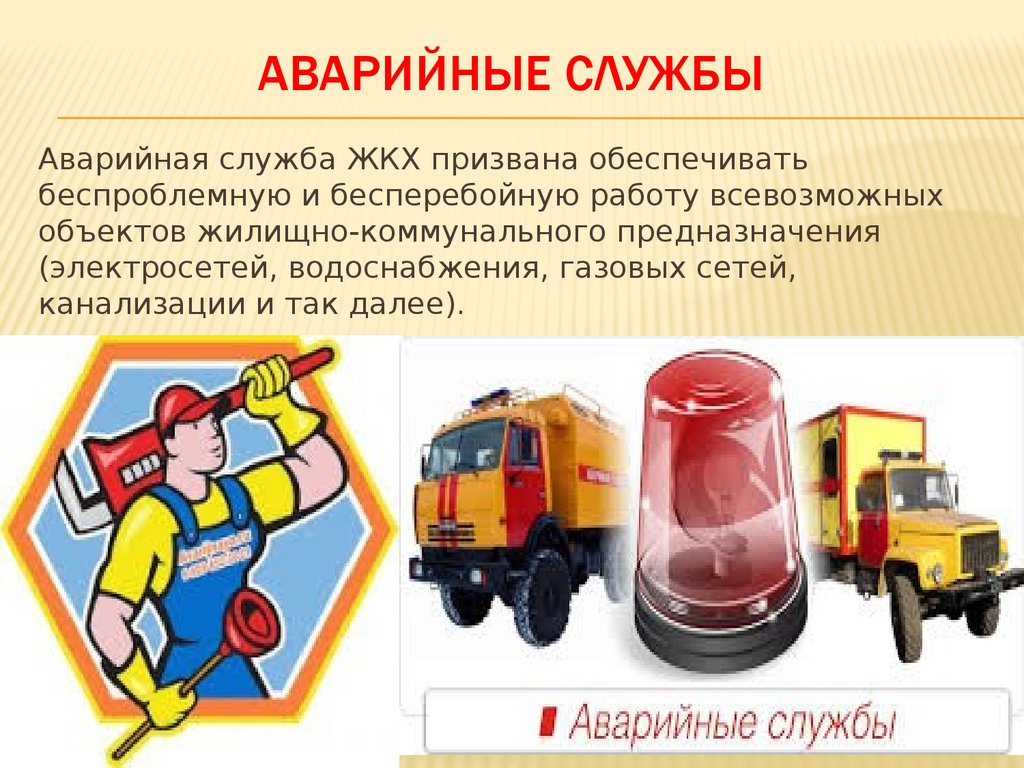 АВАРИЙНЫЕ СЛУЖБЫ
Аварийная служба ЖКХ призвана обеспечивать
беспроблемную и бесперебойную работу всевозможных
объектов жилищно-коммунального предназначения
(электросетей, водоснабжения, газовых сетей,
канализации и так далее).
Аварийные службы